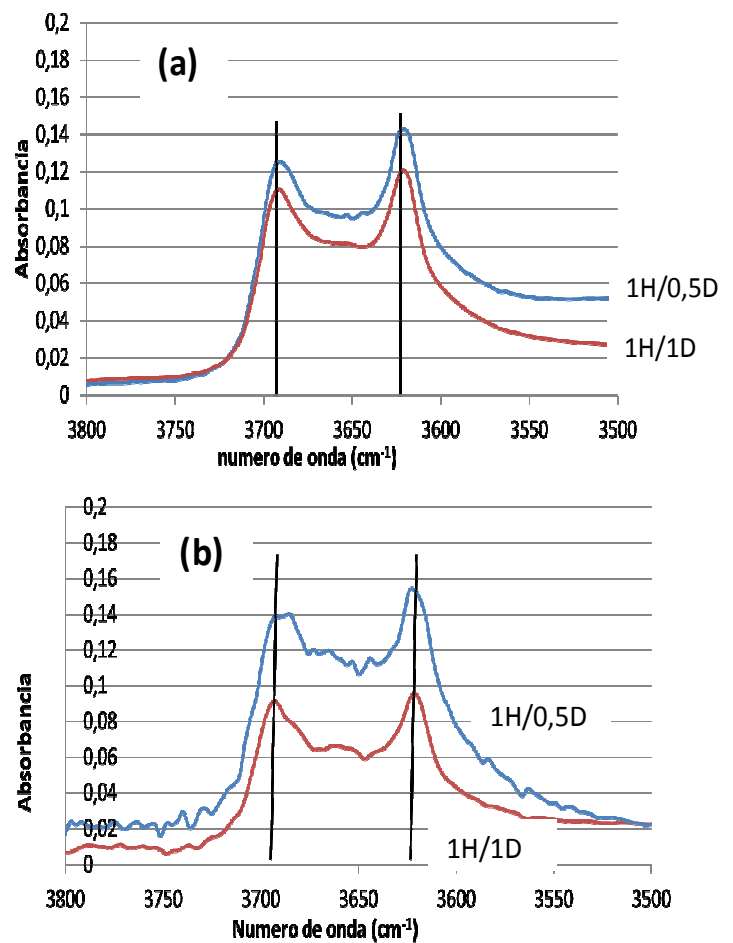 0,2
0,18
(a)
0,16
0,14
0,12
0,1
0,08
0,06
0,04
0,02
0
Absorbancia
1H/0,5D
1H/1D
3800 3750 3700 3650 3600 3550 3500
numero de onda (cm-1)
0,2
0,18
(b)
0,16
0,14
0,12
0,1
0,08
0,06
0,04
0,02
0
Absorbancia
1H/0,5D
1H/1D
3800 3750 3700 3650 3600 3550 3500
Numero de onda (cm-1)